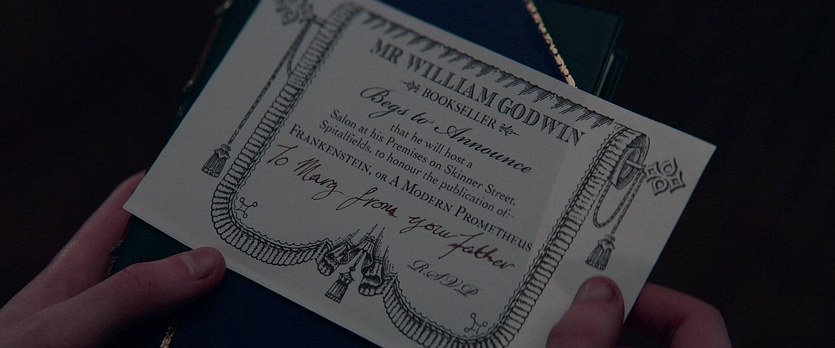 MR WILLIAM GODWIN
BOOKSELLER
Begs to Announce
that he will host a
Salon at his Premises on Skinner Street,
Spitalfields, to honour the publication of:-
FRANKENSTEIN, OR A MODERN PROMETHEUS
To Mary from your father
R.S.V.P